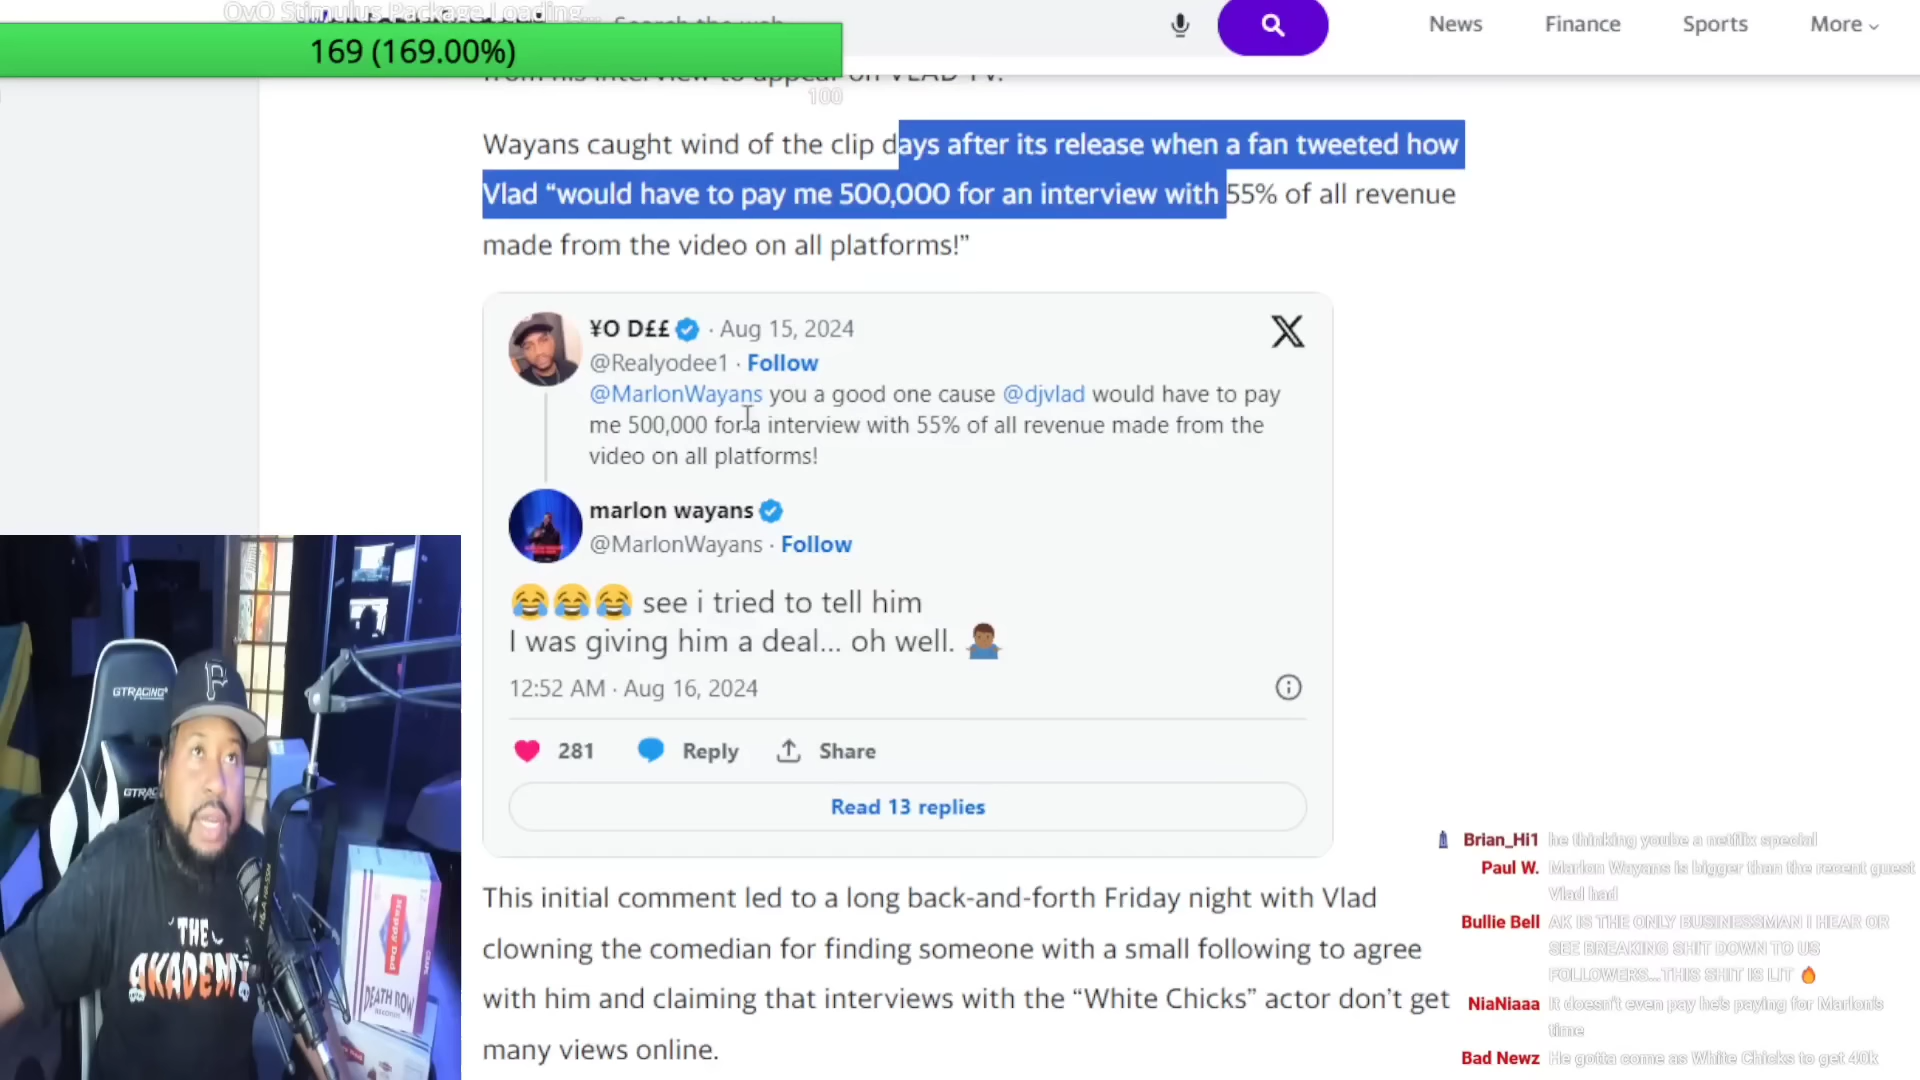 OvO Stimulus Package Loading...
Search the web
News
Finance
Sports
More
169 (169.00%)
100
from his interview to appear on VLAD TV.
Wayans caught wind of the clip days after its release when a fan tweeted how
Vlad “would have to pay me 500,000 for an interview with 55% of all revenue
made from the video on all platforms!”
¥O D££ · Aug 15, 2024
@Realyodee1 · Follow
@MarlonWayans you a good one cause @djvlad would have to pay
me 500,000 for a interview with 55% of all revenue made from the
video on all platforms!
marlon wayans
@MarlonWayans · Follow
😂😂😂 see i tried to tell him
I was giving him a deal... oh well. 🤷🏾‍♂️
12:52 AM · Aug 16, 2024
281 Reply Share
Read 13 replies
This initial comment led to a long back-and-forth Friday night with Vlad
clowning the comedian for finding someone with a small following to agree
with him and claiming that interviews with the “White Chicks” actor don’t get
many views online.
Brian_Hi1 he thinking youbе a netflix special
Paul W. Marlon Wayans is bigger than the recent guest
Vlad had
Bullie Bell AK IS THE ONLY BUSINESSMAN I HEAR OR
SEE BREAKING SHIT DOWN TO US
FOLLOWERS...THIS SHIT IS LIT 🔥
NiaNiaaa It doesn't even pay he's paying for Marlon's
time
Bad Newz He gotta come as White Chicks to get 40k
GTRACING
GTRAC
THE
AKADEMY
Happy Dad
DEATH ROW